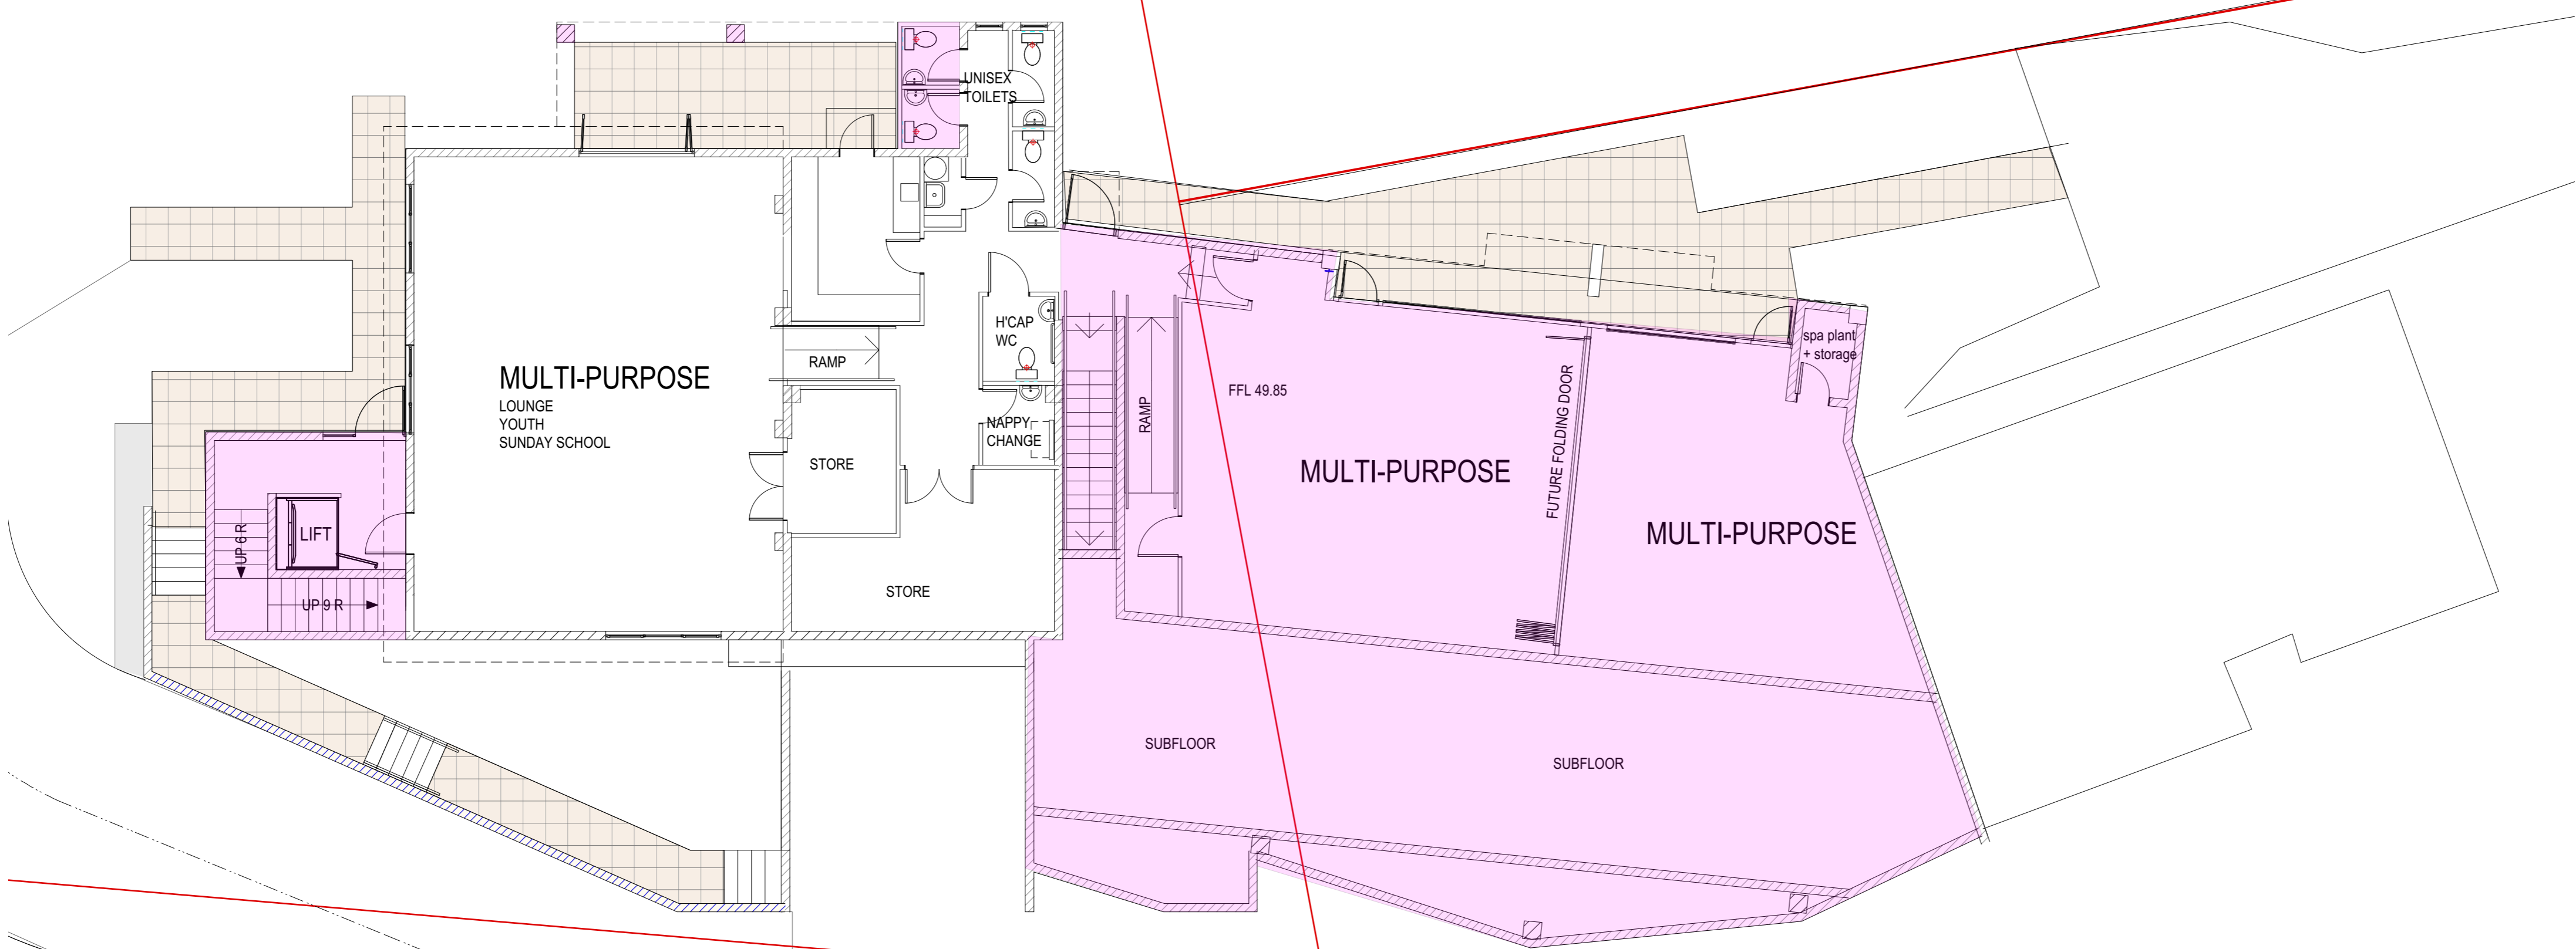 UNISEX
TOILETS
H'CAP
WC
RAMP
MULTI-PURPOSE
LOUNGE
YOUTH
SUNDAY SCHOOL
NAPPY
CHANGE
STORE
STORE
LIFT
UP 6 R
UP 9 R
RAMP
FFL 49.85
MULTI-PURPOSE
FUTURE FOLDING DOOR
MULTI-PURPOSE
spa plant
+ storage
SUBFLOOR
SUBFLOOR